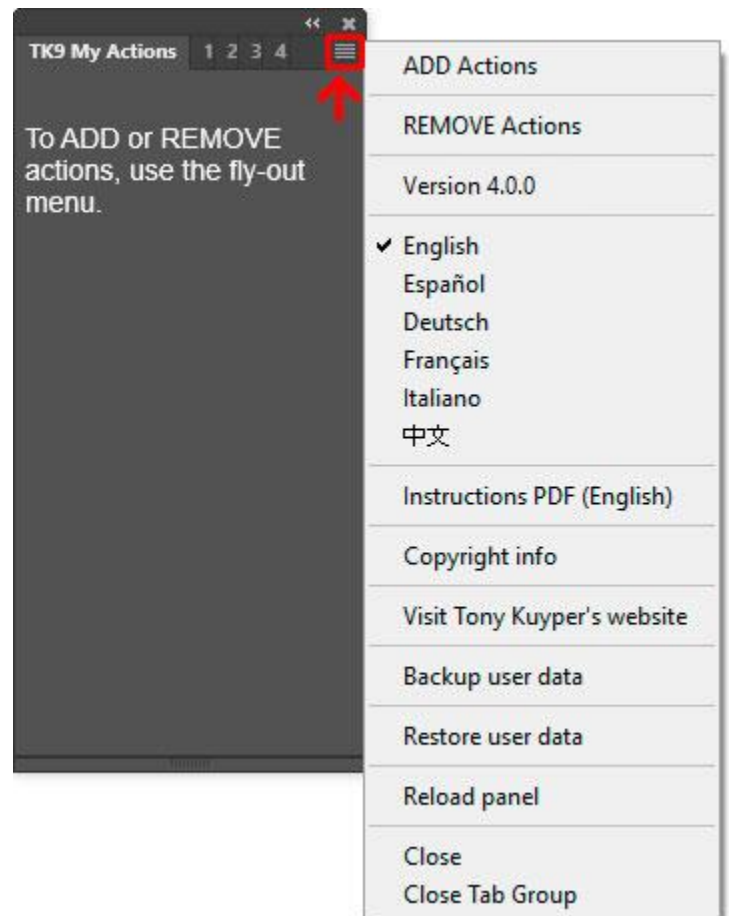 TK9 My Actions 1 2 3 4
To ADD or REMOVE
actions, use the fly-out
menu.
ADD Actions
REMOVE Actions
Version 4.0.0
English
Español
Deutsch
Français
Italiano
中文
Instructions PDF (English)
Copyright info
Visit Tony Kuyper's website
Backup user data
Restore user data
Reload panel
Close
Close Tab Group